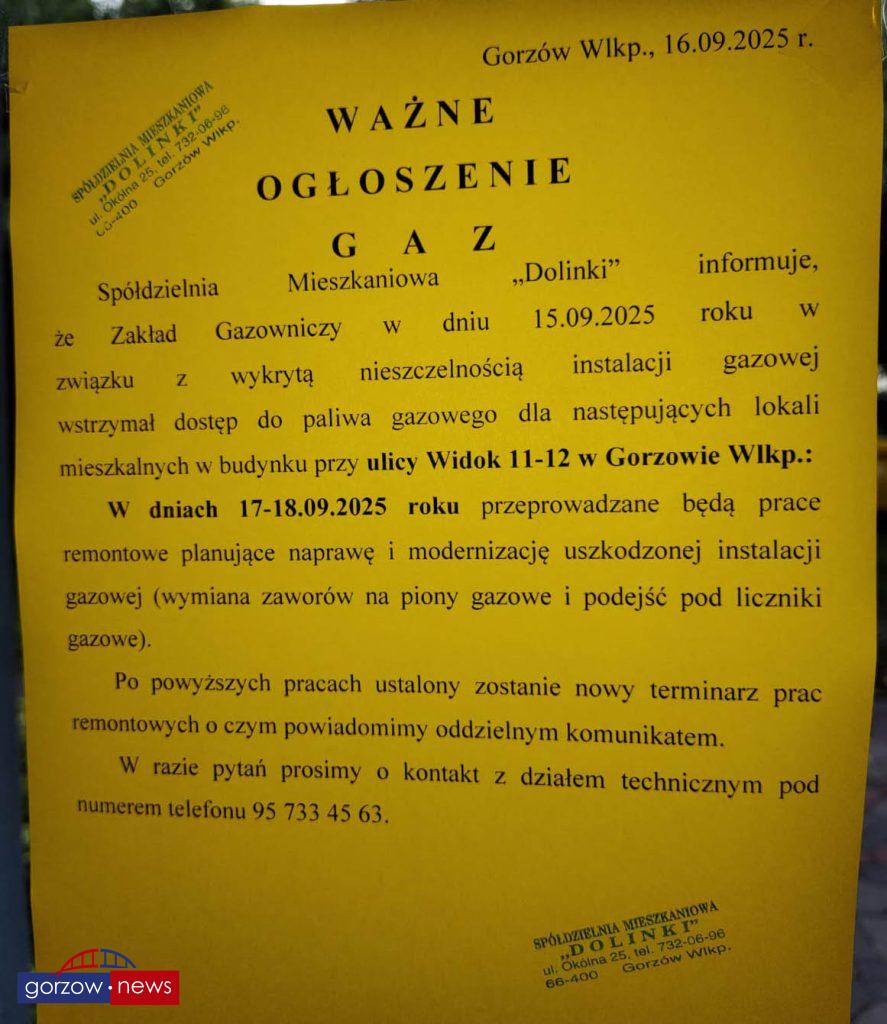 Gorzów Wlkp., 16.09.2025 r.
SPÓŁDZIELNIA MIESZKANIOWA
„DOLINKI”
ul. Okólna 25, tel. 732-06-96
66-400 Gorzów Wlkp.
WAŻNE
OGŁOSZENIE
G A Z
Spółdzielnia Mieszkaniowa „Dolinki” informuje,
że Zakład Gazowniczy w dniu 15.09.2025 roku w
związku z wykrytą nieszczelnością instalacji gazowej
wstrzymał dostęp do paliwa gazowego dla następujących lokali
mieszkalnych w budynku przy ulicy Widok 11-12 w Gorzowie Wlkp.:
W dniach 17-18.09.2025 roku przeprowadzane będą prace
remontowe planujące naprawę i modernizację uszkodzonej instalacji
gazowej (wymiana zaworów na piony gazowe i podejść pod liczniki
gazowe).
Po powyższych pracach ustalony zostanie nowy terminarz prac
remontowych o czym powiadomimy oddzielnym komunikatem.
W razie pytań prosimy o kontakt z działem technicznym pod
numerem telefonu 95 733 45 63.
SPÓŁDZIELNIA MIESZKANIOWA
„DOLINKI”
ul. Okólna 25, tel. 732-06-96
66-400 Gorzów Wlkp.
gorzow•news